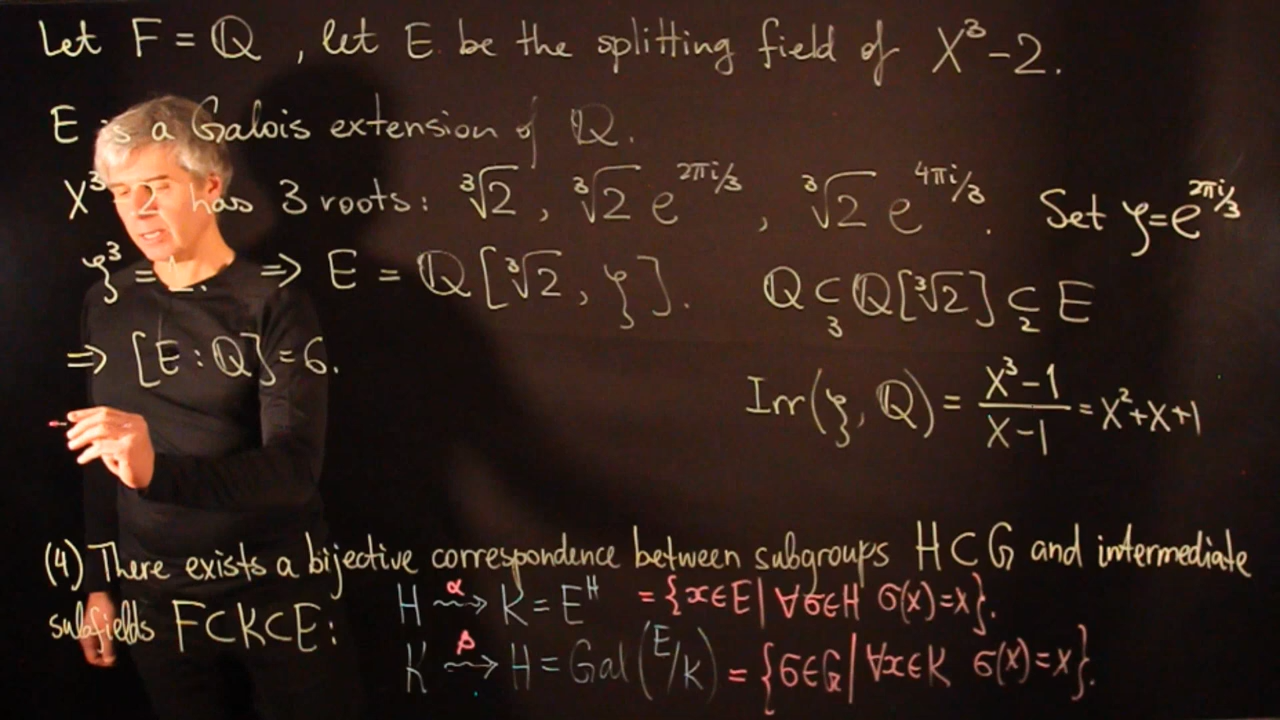 Let F = ℚ , let E be the splitting field of X³-2.
E is a Galois extension of ℚ.
X³-2 has 3 roots: ∛2 , ∛2 e^{2πi/3} , ∛2 e^{4πi/3} . Set ζ=e^{2πi/3}
ζ³ = 1. ⇒ E = ℚ[∛2 , ζ]. ℚ ⊂₃ ℚ[∛2] ⊂₂ E
⇒ [E : ℚ] = 6.
Irr(ζ, ℚ) = (X³-1)/(X-1) = X²+X+1
(4) There exists a bijective correspondence between subgroups H⊂G and intermediate
subfields F⊂K⊂E: H ⇝^α K = E^H = {x∈E | ∀σ∈H σ(x)=x}.
K ⇝^β H = Gal(E/K) = {σ∈G | ∀x∈K σ(x)=x}.